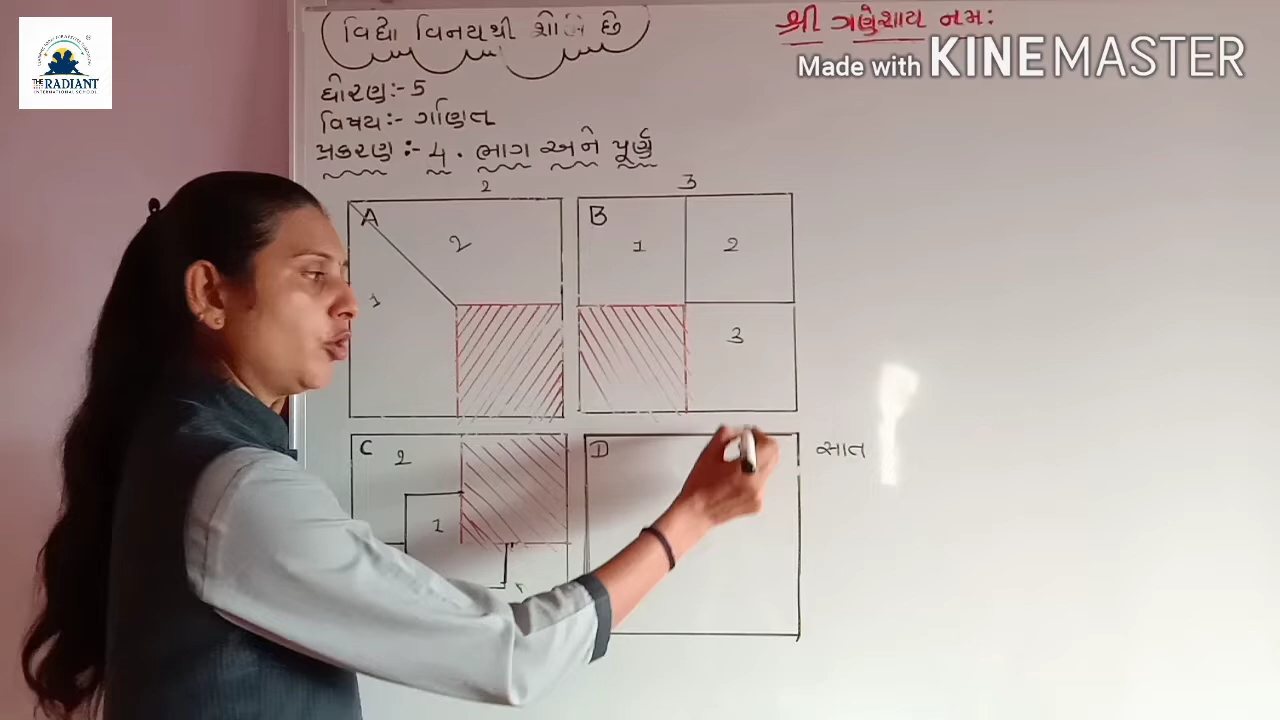 વિદ્યા વિનયથી શોભે છે
શ્રી ગણેશાય નમઃ
Made with KINEMASTER
THE RADIANT
INTERNATIONAL SCHOOL
ધોરણ:- 5
વિષય:- ગણિત
પ્રકરણ:- 4. ભાગ અને પૂર્ણ
2
3
A
2
1
B
1
2
3
C
2
1
D
સાત